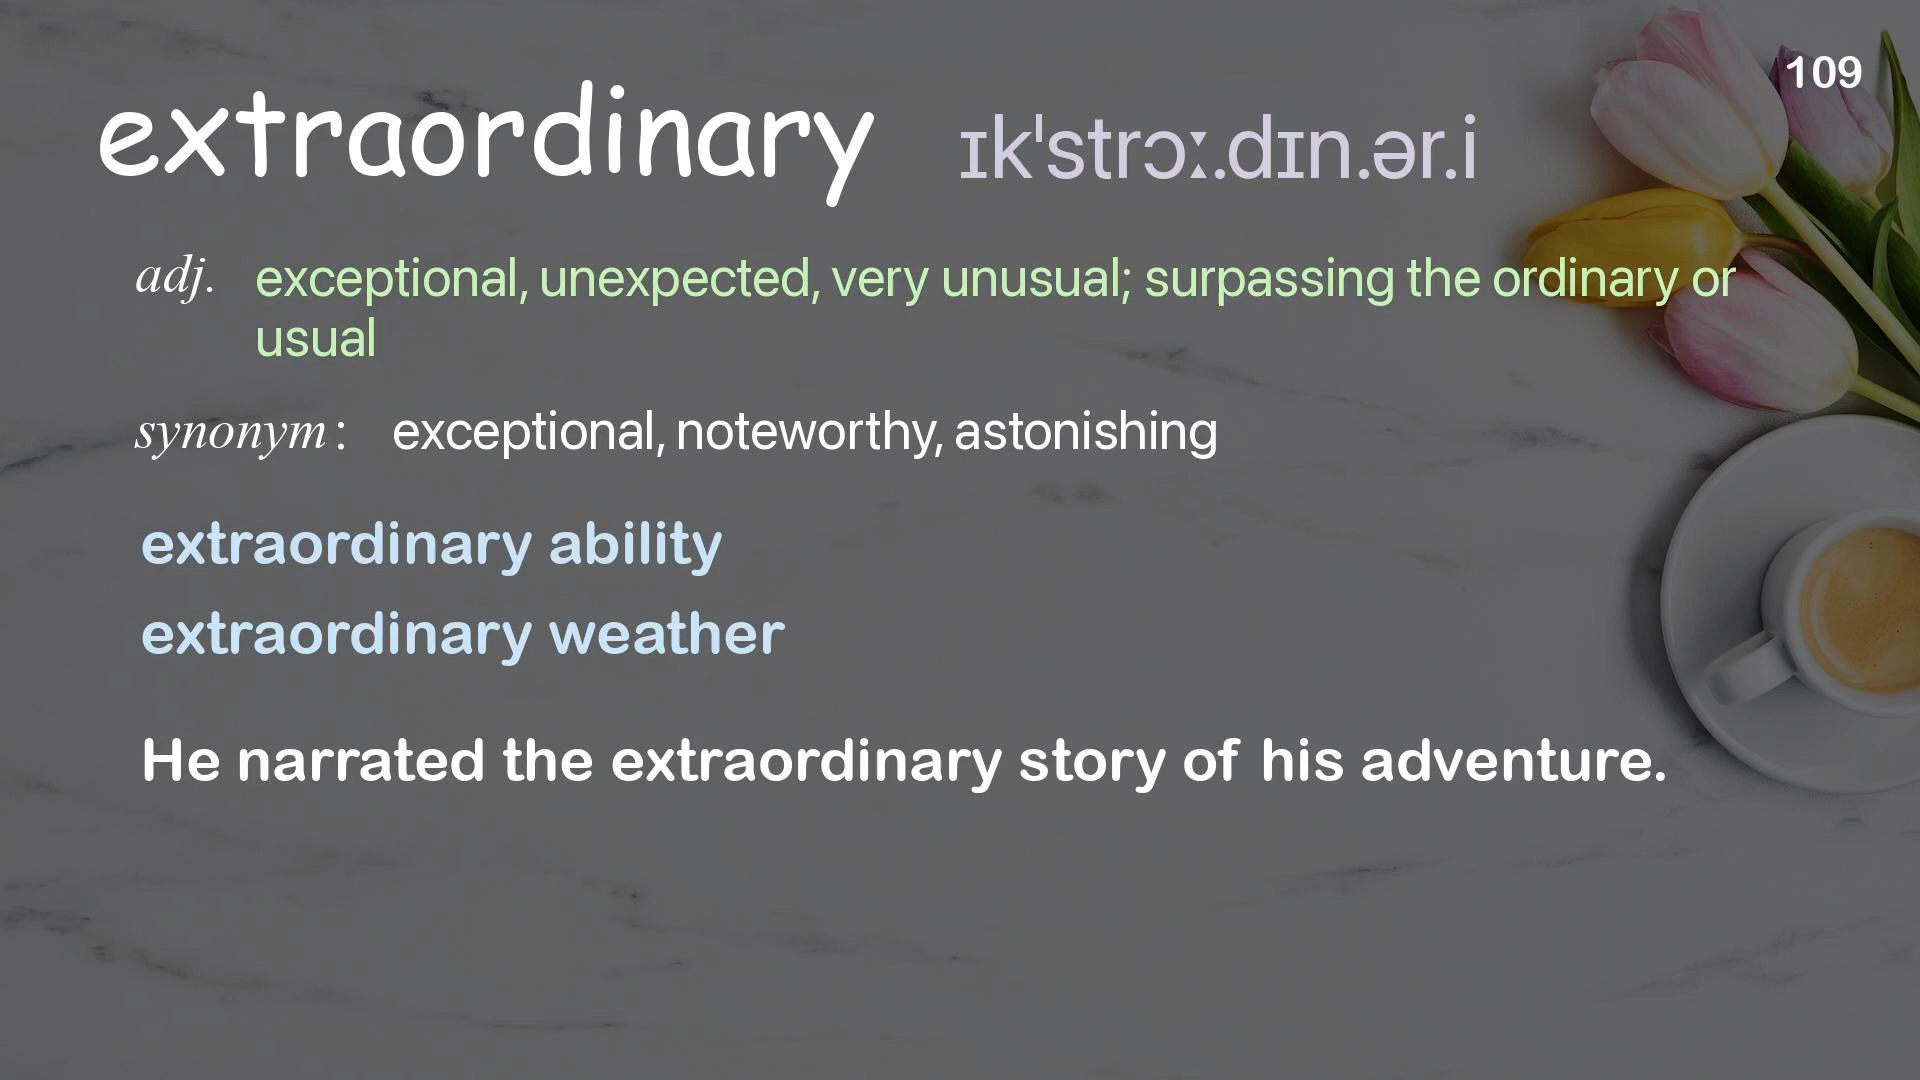 109
extraordinary ɪkˈstrɔː.dɪn.ər.i
adj. exceptional, unexpected, very unusual; surpassing the ordinary or
usual
synonym: exceptional, noteworthy, astonishing
extraordinary ability
extraordinary weather
He narrated the extraordinary story of his adventure.